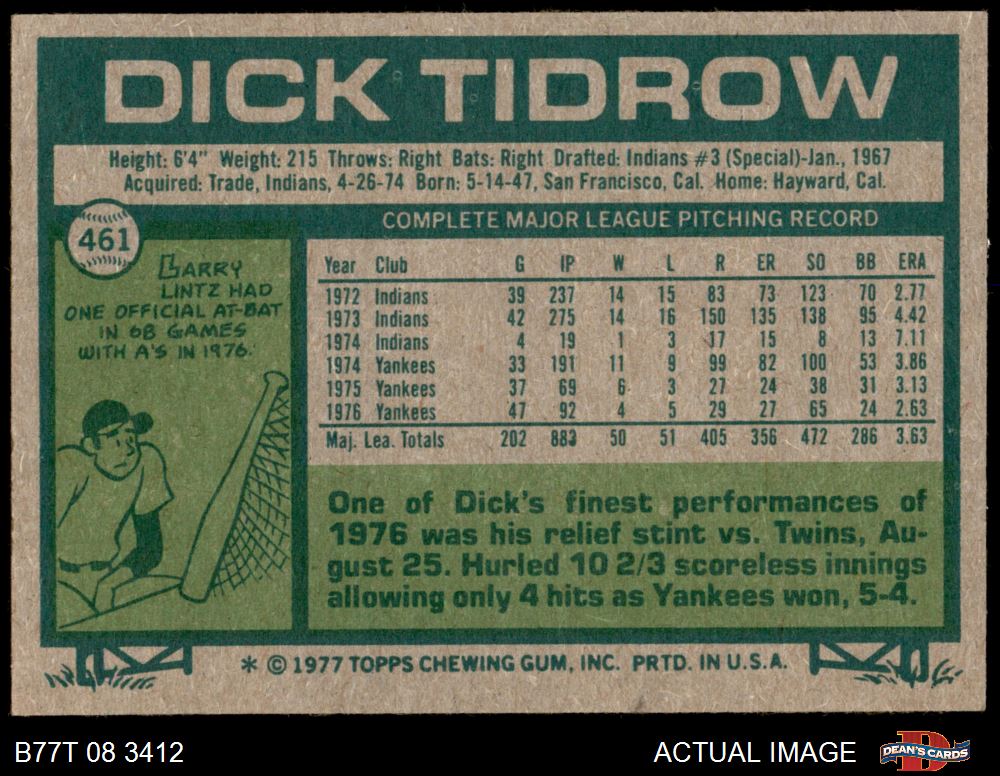 DICK TIDROW
Height: 6'4" Weight: 215 Throws: Right Bats: Right Drafted: Indians #3 (Special)-Jan., 1967
Acquired: Trade, Indians, 4-26-74 Born: 5-14-47, San Francisco, Cal. Home: Hayward, Cal.
461
COMPLETE MAJOR LEAGUE PITCHING RECORD
LARRY
LINTZ HAD
ONE OFFICIAL AT-BAT
IN 68 GAMES
WITH A'S IN 1976.
Year Club G IP W L R ER SO BB ERA
1972 Indians 39 237 14 15 83 73 123 70 2.77
1973 Indians 42 275 14 16 150 135 138 95 4.42
1974 Indians 4 19 1 3 17 15 8 13 7.11
1974 Yankees 33 191 11 9 99 82 100 53 3.86
1975 Yankees 37 69 6 3 27 24 38 31 3.13
1976 Yankees 47 92 4 5 29 27 65 24 2.63
Maj. Lea. Totals 202 883 50 51 405 356 472 286 3.63
One of Dick's finest performances of
1976 was his relief stint vs. Twins, Au-
gust 25. Hurled 10 2/3 scoreless innings
allowing only 4 hits as Yankees won, 5-4.
* © 1977 TOPPS CHEWING GUM, INC. PRTD. IN U.S.A.
B77T 08 3412
ACTUAL IMAGE
DEAN'S CARDS